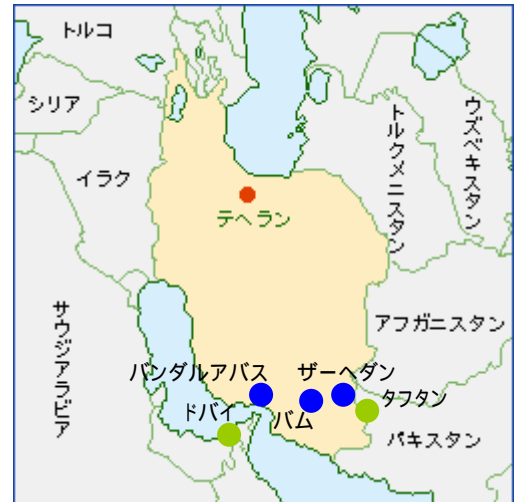 トルコ
シリア
イラク
トルクメニスタン
ウズベキスタン
テヘラン
サウジアラビア
アフガニスタン
バンダルアバス
ザーヘダン
タフタン
ドバイ
バム
パキスタン